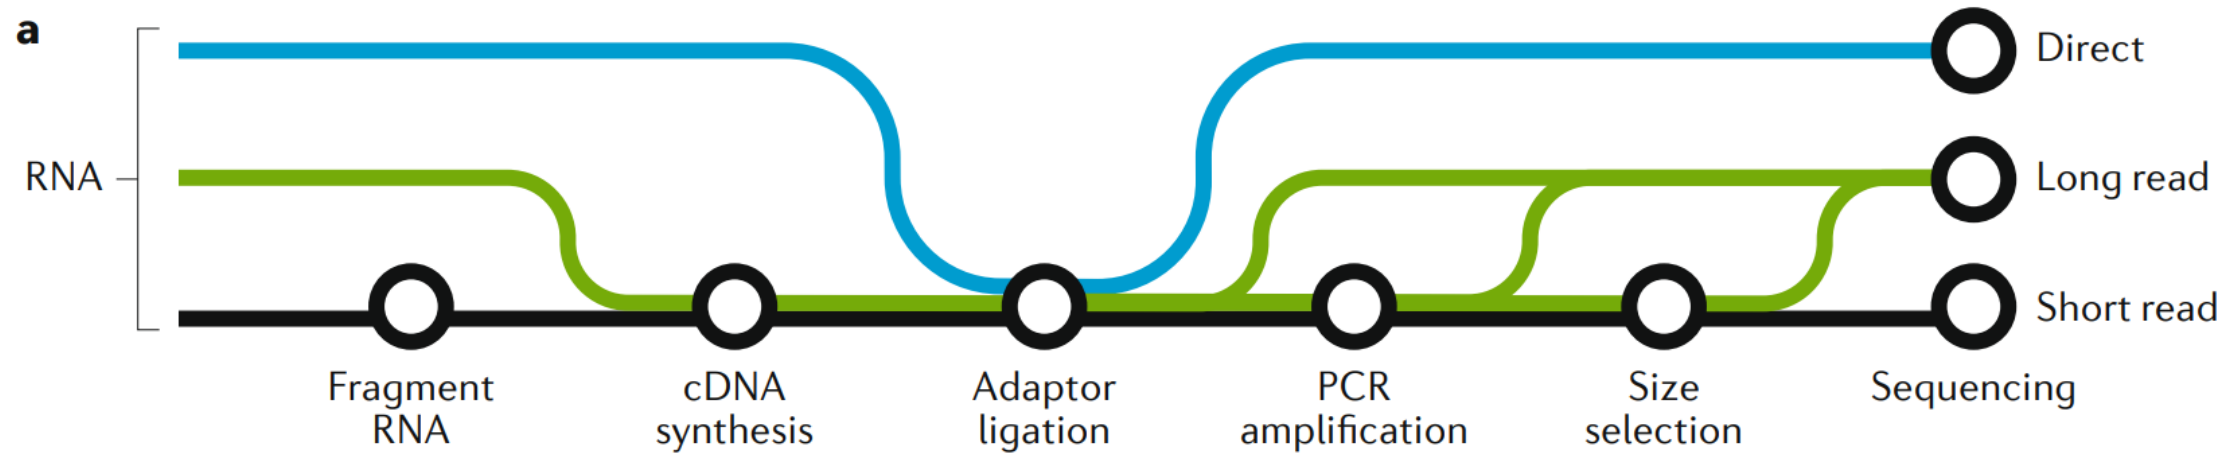 a
Direct
RNA
Long read
Short read
Fragment
RNA
cDNA
synthesis
Adaptor
ligation
PCR
amplification
Size
selection
Sequencing